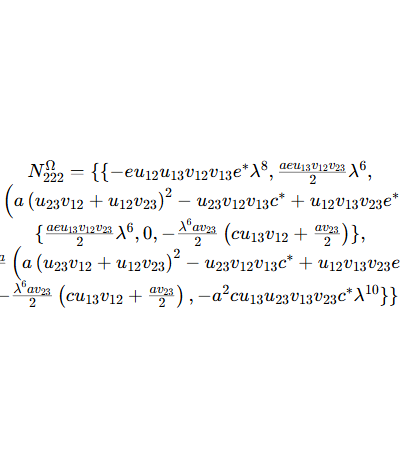 $N_{222}^{\Omega} = \{\{-eu_{12}u_{13}v_{12}v_{13}e^*\lambda^8, \frac{aeu_{13}v_{12}v_{23}}{2}\lambda^6,$
$\left(a\left(u_{23}v_{12}+u_{12}v_{23}\right)^2 - u_{23}v_{12}v_{13}c^* + u_{12}v_{13}v_{23}e^*\right.$
$\{\frac{aeu_{13}v_{12}v_{23}}{2}\lambda^6, 0, -\frac{\lambda^6 av_{23}}{2}\left(cu_{13}v_{12}+\frac{av_{23}}{2}\right)\},$
$\left(a\left(u_{23}v_{12}+u_{12}v_{23}\right)^2 - u_{23}v_{12}v_{13}c^* + u_{12}v_{13}v_{23}e\right.$
$-\frac{\lambda^6 av_{23}}{2}\left(cu_{13}v_{12}+\frac{av_{23}}{2}\right), -a^2cu_{13}u_{23}v_{13}v_{23}c^*\lambda^{10}\}\}$